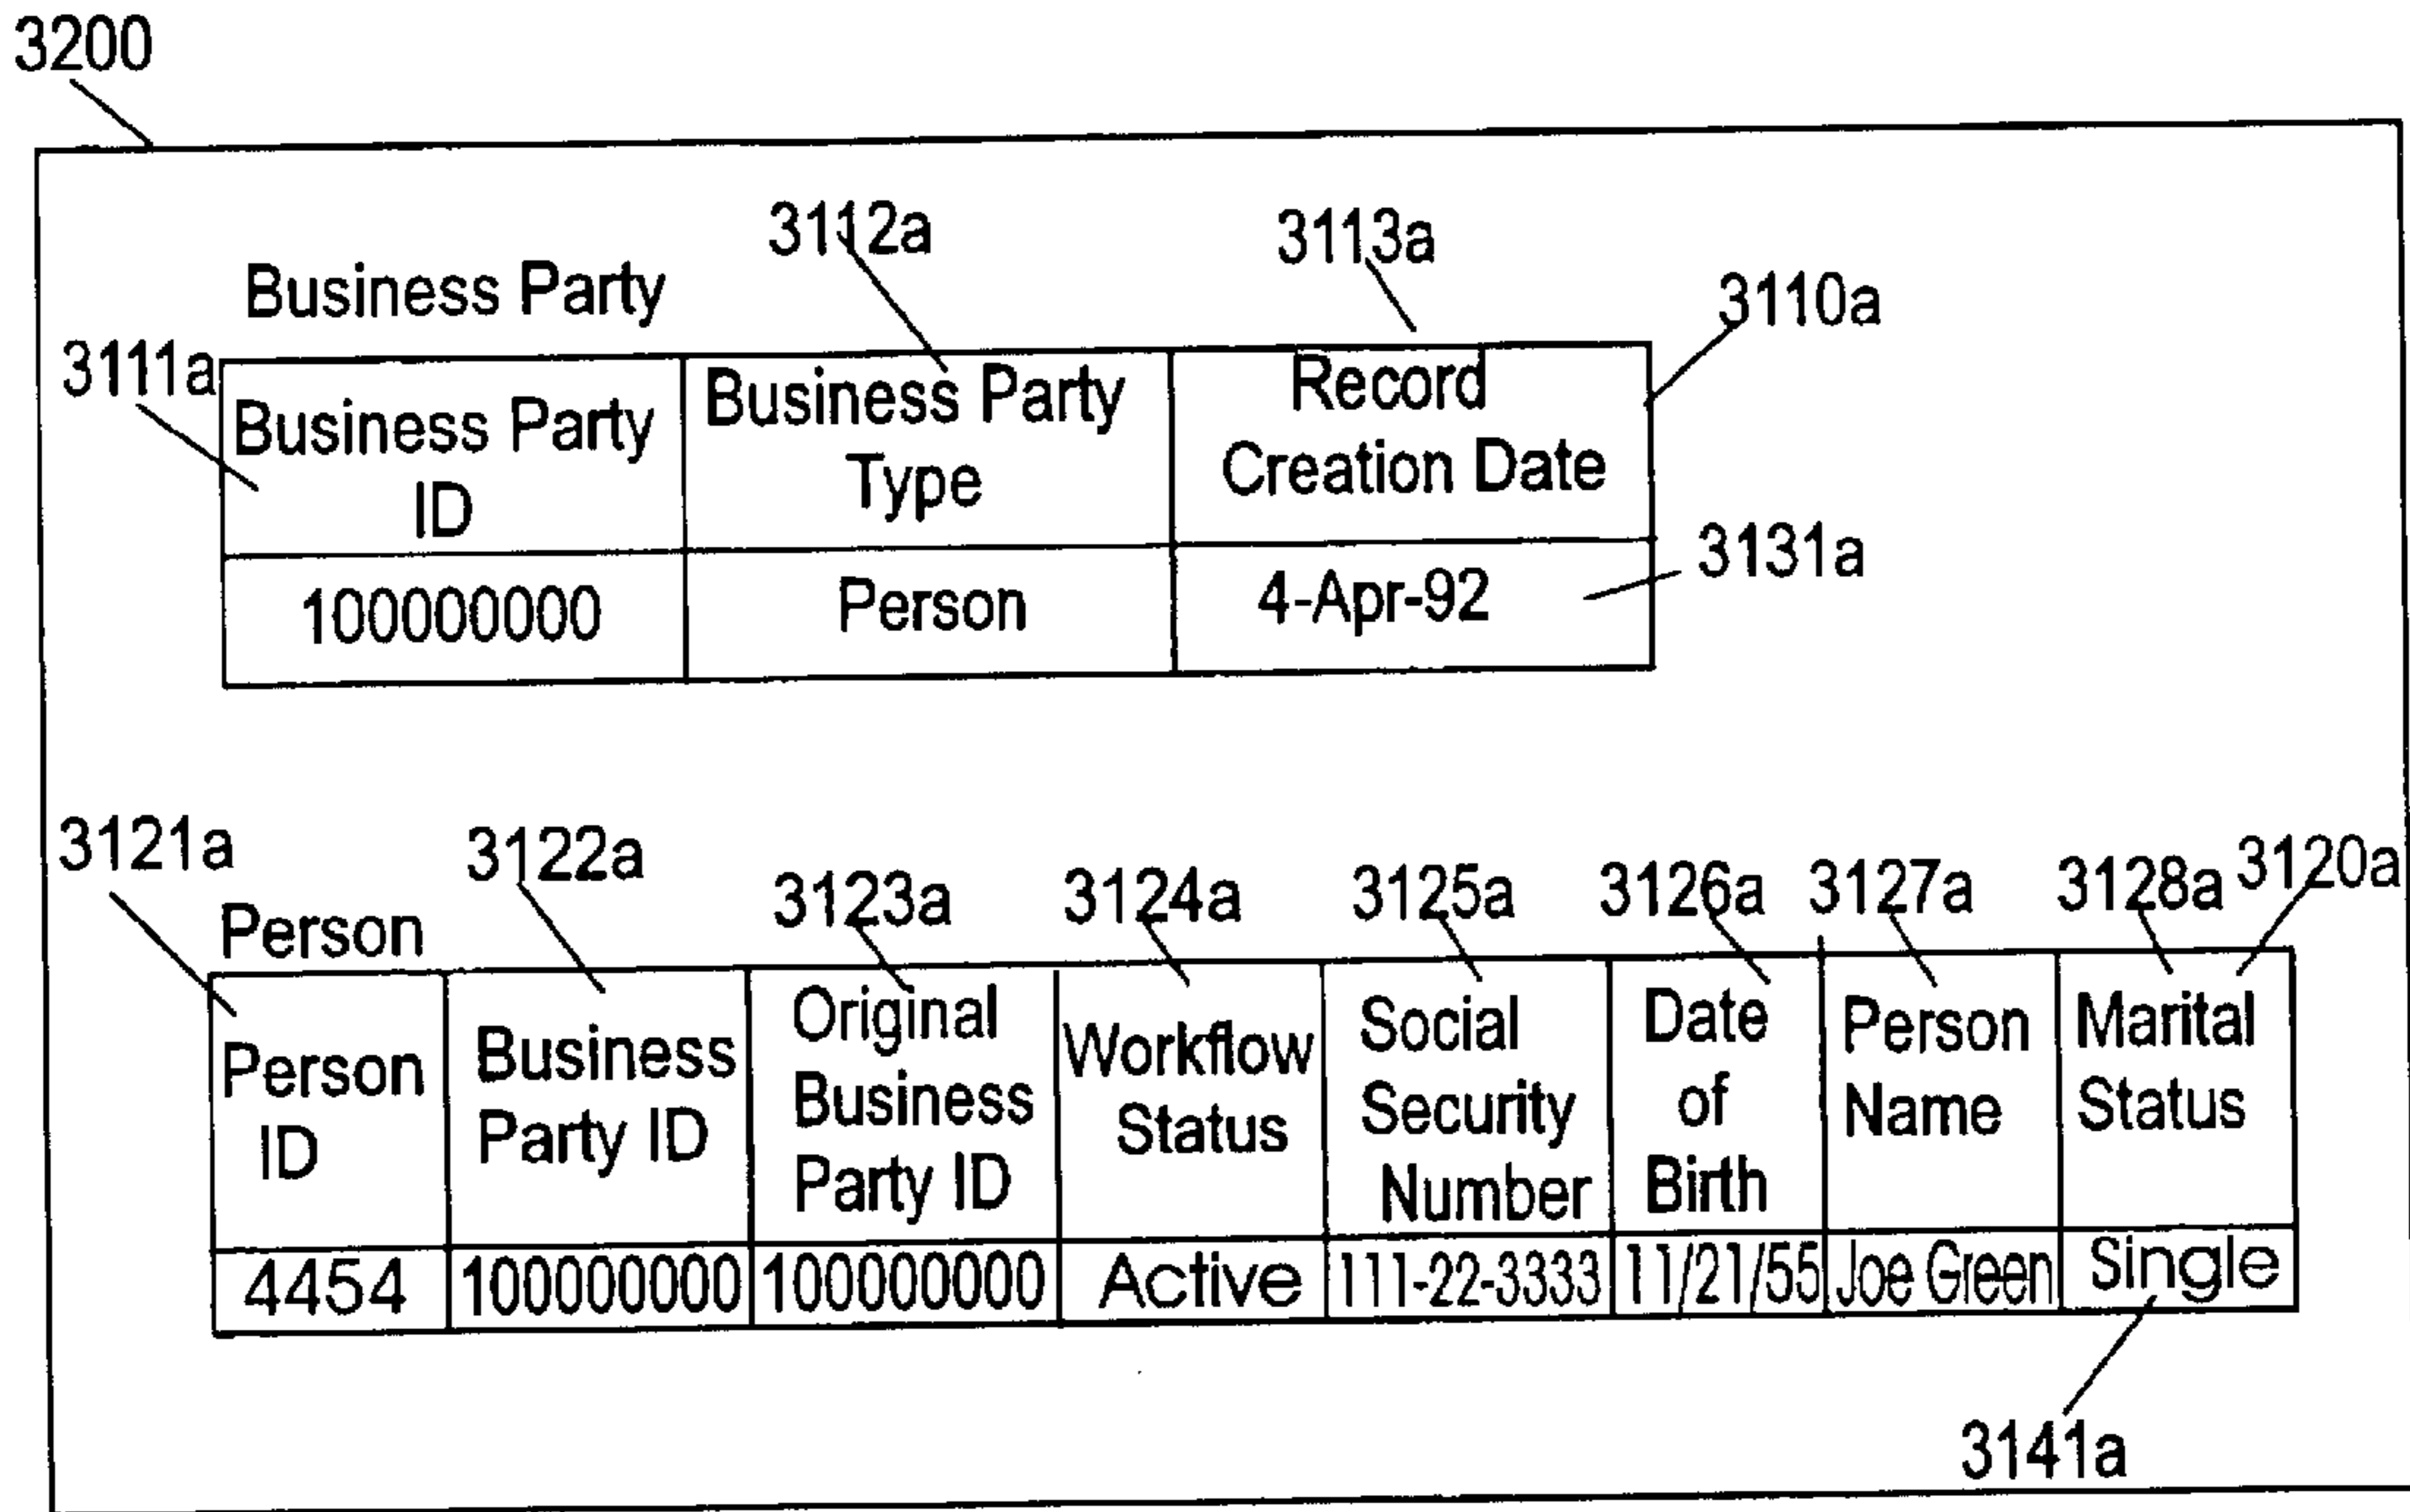 3200
3112a
3113a
Business Party
3110a
3111a
Business Party
ID
Business Party
Type
Record
Creation Date
3131a
100000000
Person
4-Apr-92
3121a
3122a
3123a
3124a
3125a
3126a
3127a
3128a
3120a
Person
Person
ID
Business
Party ID
Original
Business
Party ID
Workflow
Status
Social
Security
Number
Date
of
Birth
Person
Name
Marital
Status
4454
100000000
100000000
Active
111-22-3333
11/21/55
Joe Green
Single
3141a